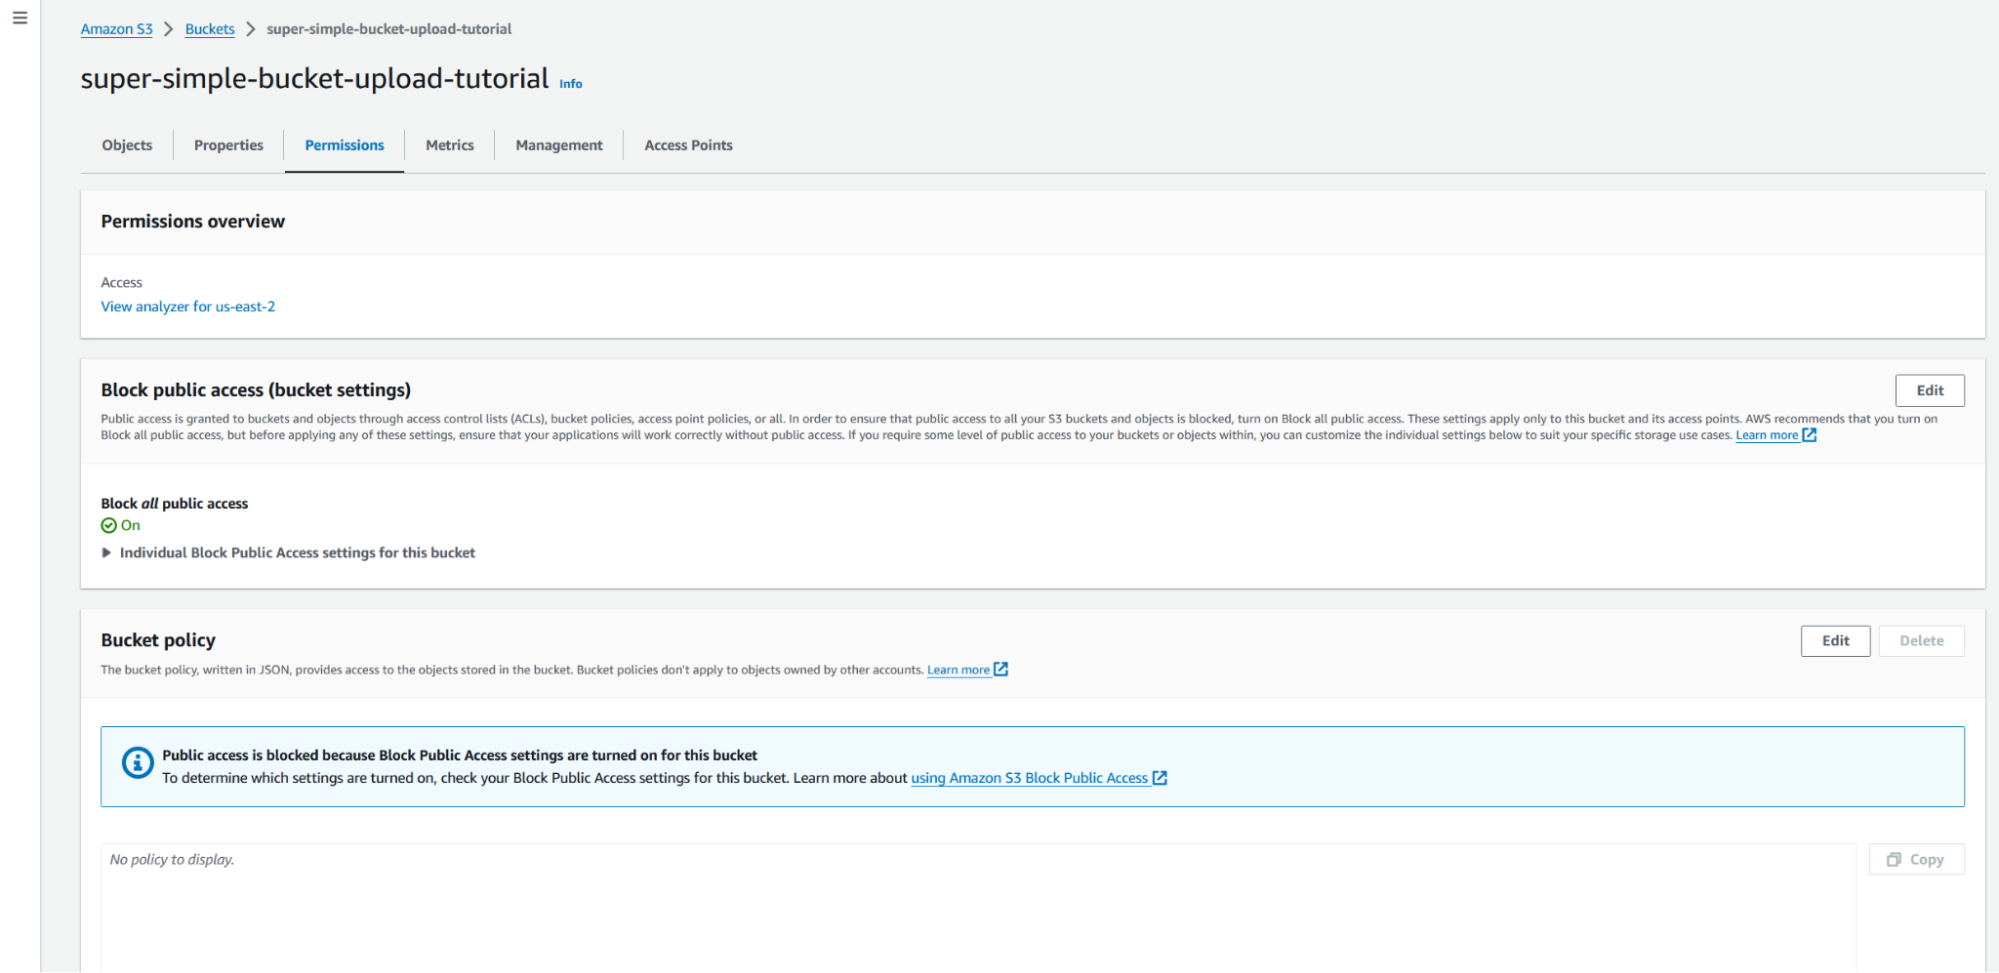 Amazon S3 > Buckets > super-simple-bucket-upload-tutorial
super-simple-bucket-upload-tutorial Info
Objects Properties Permissions Metrics Management Access Points
Permissions overview
Access
View analyzer for us-east-2
Block public access (bucket settings) Edit
Public access is granted to buckets and objects through access control lists (ACLs), bucket policies, access point policies, or all. In order to ensure that public access to all your S3 buckets and objects is blocked, turn on Block all public access. These settings apply only to this bucket and its access points. AWS recommends that you turn on
Block all public access, but before applying any of these settings, ensure that your applications will work correctly without public access. If you require some level of public access to your buckets or objects within, you can customize the individual settings below to suit your specific storage use cases. Learn more
Block all public access
On
Individual Block Public Access settings for this bucket
Bucket policy Edit Delete
The bucket policy, written in JSON, provides access to the objects stored in the bucket. Bucket policies don't apply to objects owned by other accounts. Learn more
Public access is blocked because Block Public Access settings are turned on for this bucket
To determine which settings are turned on, check your Block Public Access settings for this bucket. Learn more about using Amazon S3 Block Public Access
No policy to display. Copy